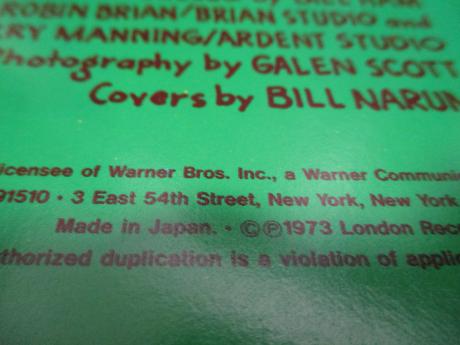 ROBIN BRIAN/BRIAN STUDIO and
RY MANNING/ARDENT STUDIO
Photography by GALEN SCOTT
Covers by BILL NARUM
icensee of Warner Bros. Inc., a Warner Communi
91510 • 3 East 54th Street, New York, New York
Made in Japan. • ©℗1973 London Rec
thorized duplication is a violation of applic